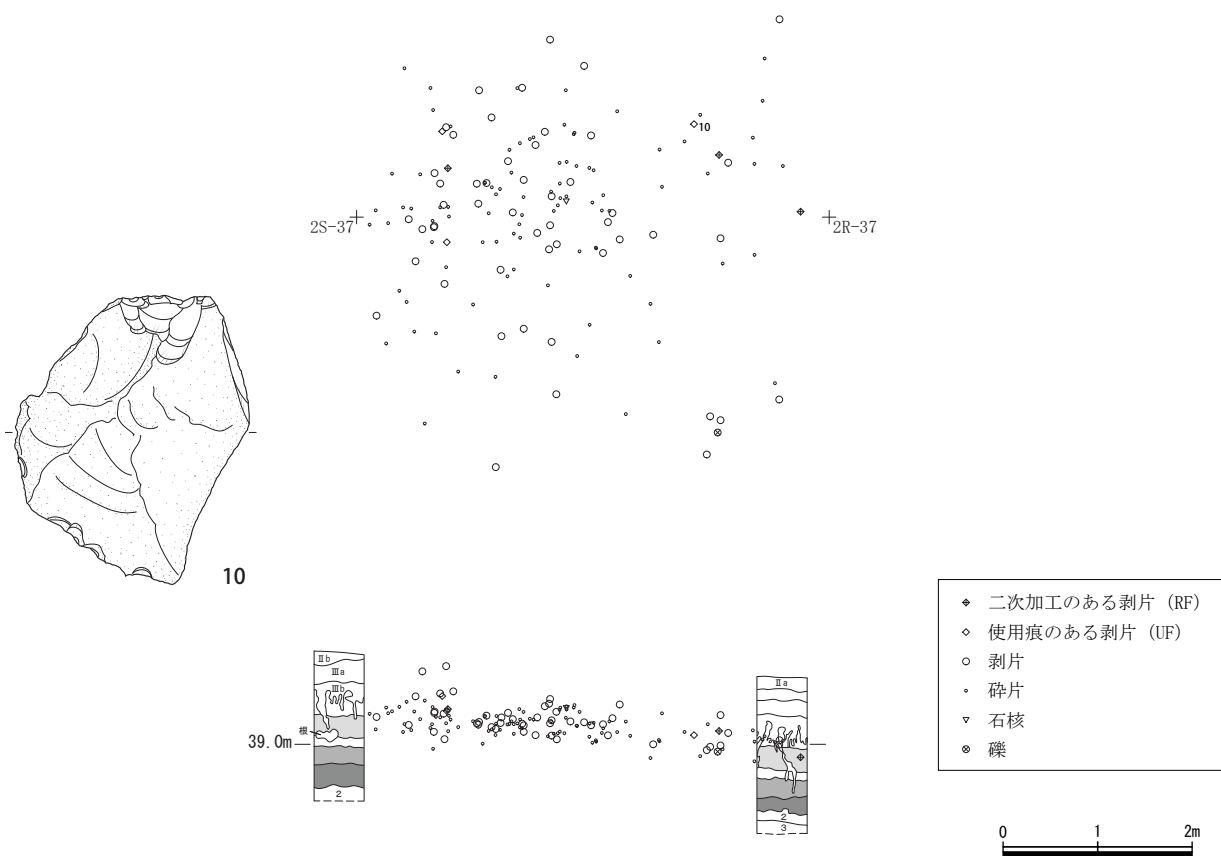 10
2S-37
2R-37
10
Ⅱb
Ⅲa
Ⅲb
根
39.0m
2
Ⅱa
2
3
二次加工のある剥片 (RF)
使用痕のある剥片 (UF)
剥片
砕片
石核
礫
0 1 2m